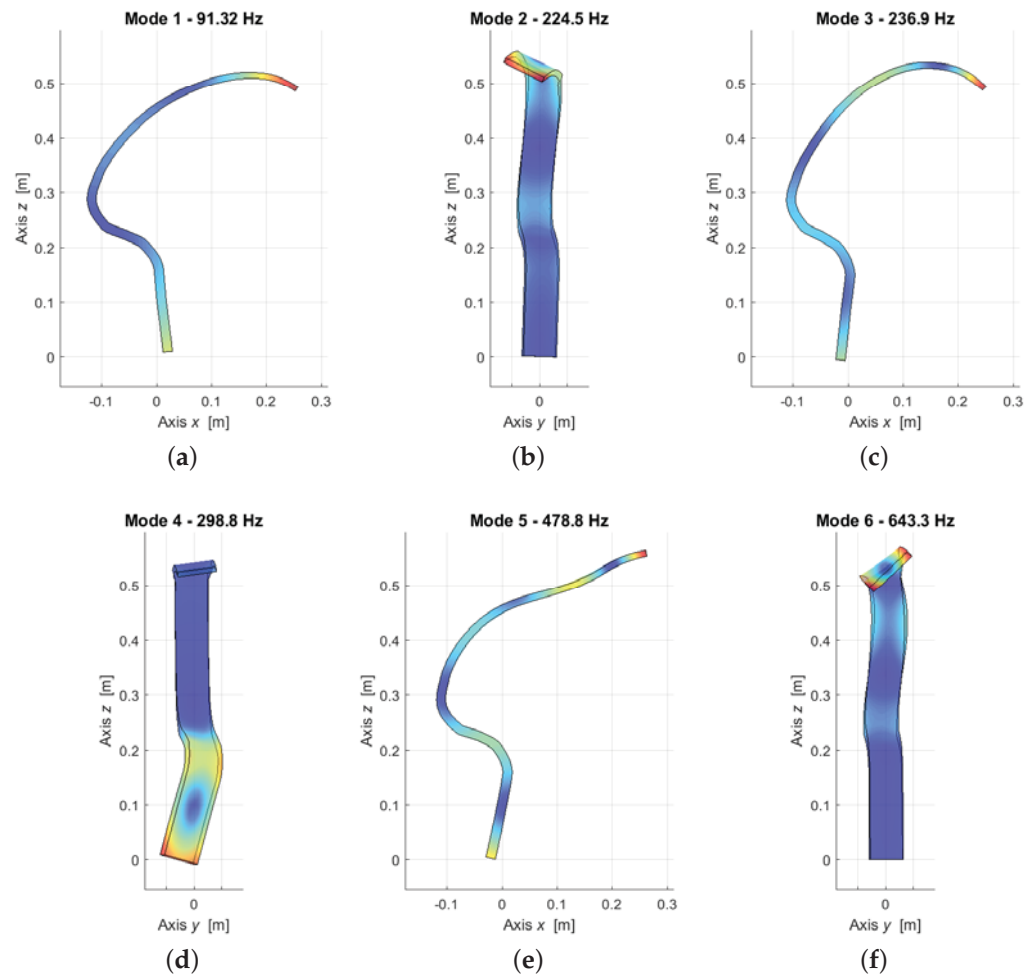 Mode 1 - 91.32 Hz
Axis z [m]
0.5
0.4
0.3
0.2
0.1
0
-0.1 0 0.1 0.2 0.3
Axis x [m]
(a)
Mode 2 - 224.5 Hz
Axis z [m]
0.5
0.4
0.3
0.2
0.1
0
0
Axis y [m]
(b)
Mode 3 - 236.9 Hz
Axis z [m]
0.5
0.4
0.3
0.2
0.1
0
-0.1 0 0.1 0.2 0.3
Axis x [m]
(c)
Mode 4 - 298.8 Hz
Axis z [m]
0.5
0.4
0.3
0.2
0.1
0
0
Axis y [m]
(d)
Mode 5 - 478.8 Hz
Axis z [m]
0.5
0.4
0.3
0.2
0.1
0
-0.1 0 0.1 0.2 0.3
Axis x [m]
(e)
Mode 6 - 643.3 Hz
Axis z [m]
0.5
0.4
0.3
0.2
0.1
0
0
Axis y [m]
(f)